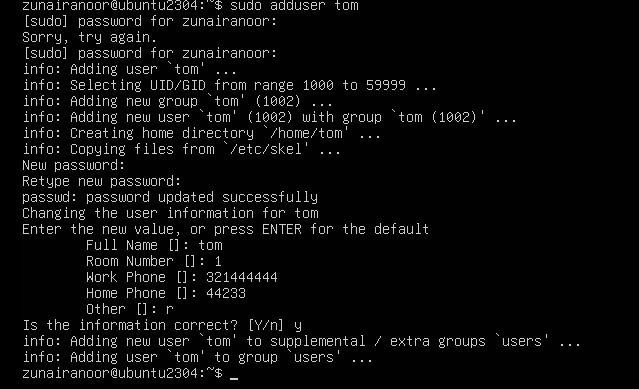 zunairanoor@ubuntu2304:~$ sudo adduser tom
[sudo] password for zunairanoor:
Sorry, try again.
[sudo] password for zunairanoor:
info: Adding user `tom' ...
info: Selecting UID/GID from range 1000 to 59999 ...
info: Adding new group `tom' (1002) ...
info: Adding new user `tom' (1002) with group `tom (1002)' ...
info: Creating home directory `/home/tom' ...
info: Copying files from `/etc/skel' ...
New password:
Retype new password:
passwd: password updated successfully
Changing the user information for tom
Enter the new value, or press ENTER for the default
        Full Name []: tom
        Room Number []: 1
        Work Phone []: 321444444
        Home Phone []: 44233
        Other []: r
Is the information correct? [Y/n] y
info: Adding new user `tom' to supplemental / extra groups `users' ...
info: Adding user `tom' to group `users' ...
zunairanoor@ubuntu2304:~$ _